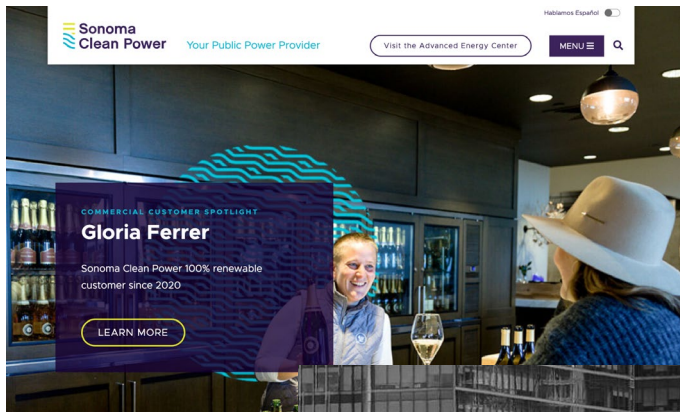 Hablamos Español
Sonoma
Clean Power
Your Public Power Provider
Visit the Advanced Energy Center
MENU
COMMERCIAL CUSTOMER SPOTLIGHT
Gloria Ferrer
Sonoma Clean Power 100% renewable
customer since 2020
LEARN MORE